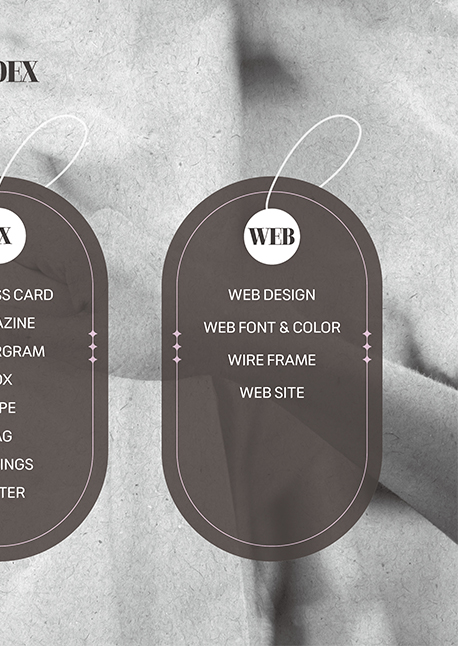 DEX
X
SS CARD
AZINE
RGRAM
OX
PE
AG
INGS
TER
WEB
WEB DESIGN
WEB FONT & COLOR
WIRE FRAME
WEB SITE